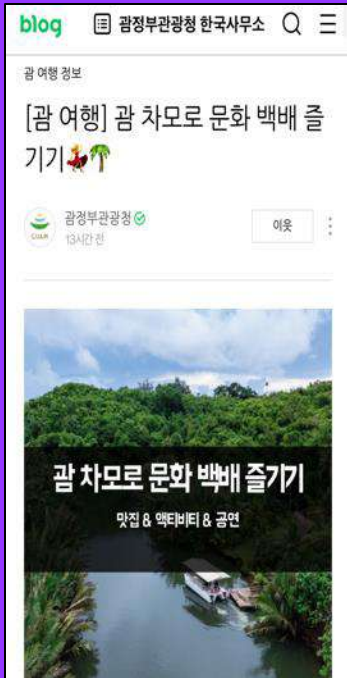 blog 괌정부관광청 한국사무소
괌 여행 정보
[괌 여행] 괌 차모로 문화 백배 즐
기기💃🌴
괌정부관광청
13시간 전
이웃
GUAM
괌 차모로 문화 백배 즐기기
맛집 & 액티비티 & 공연